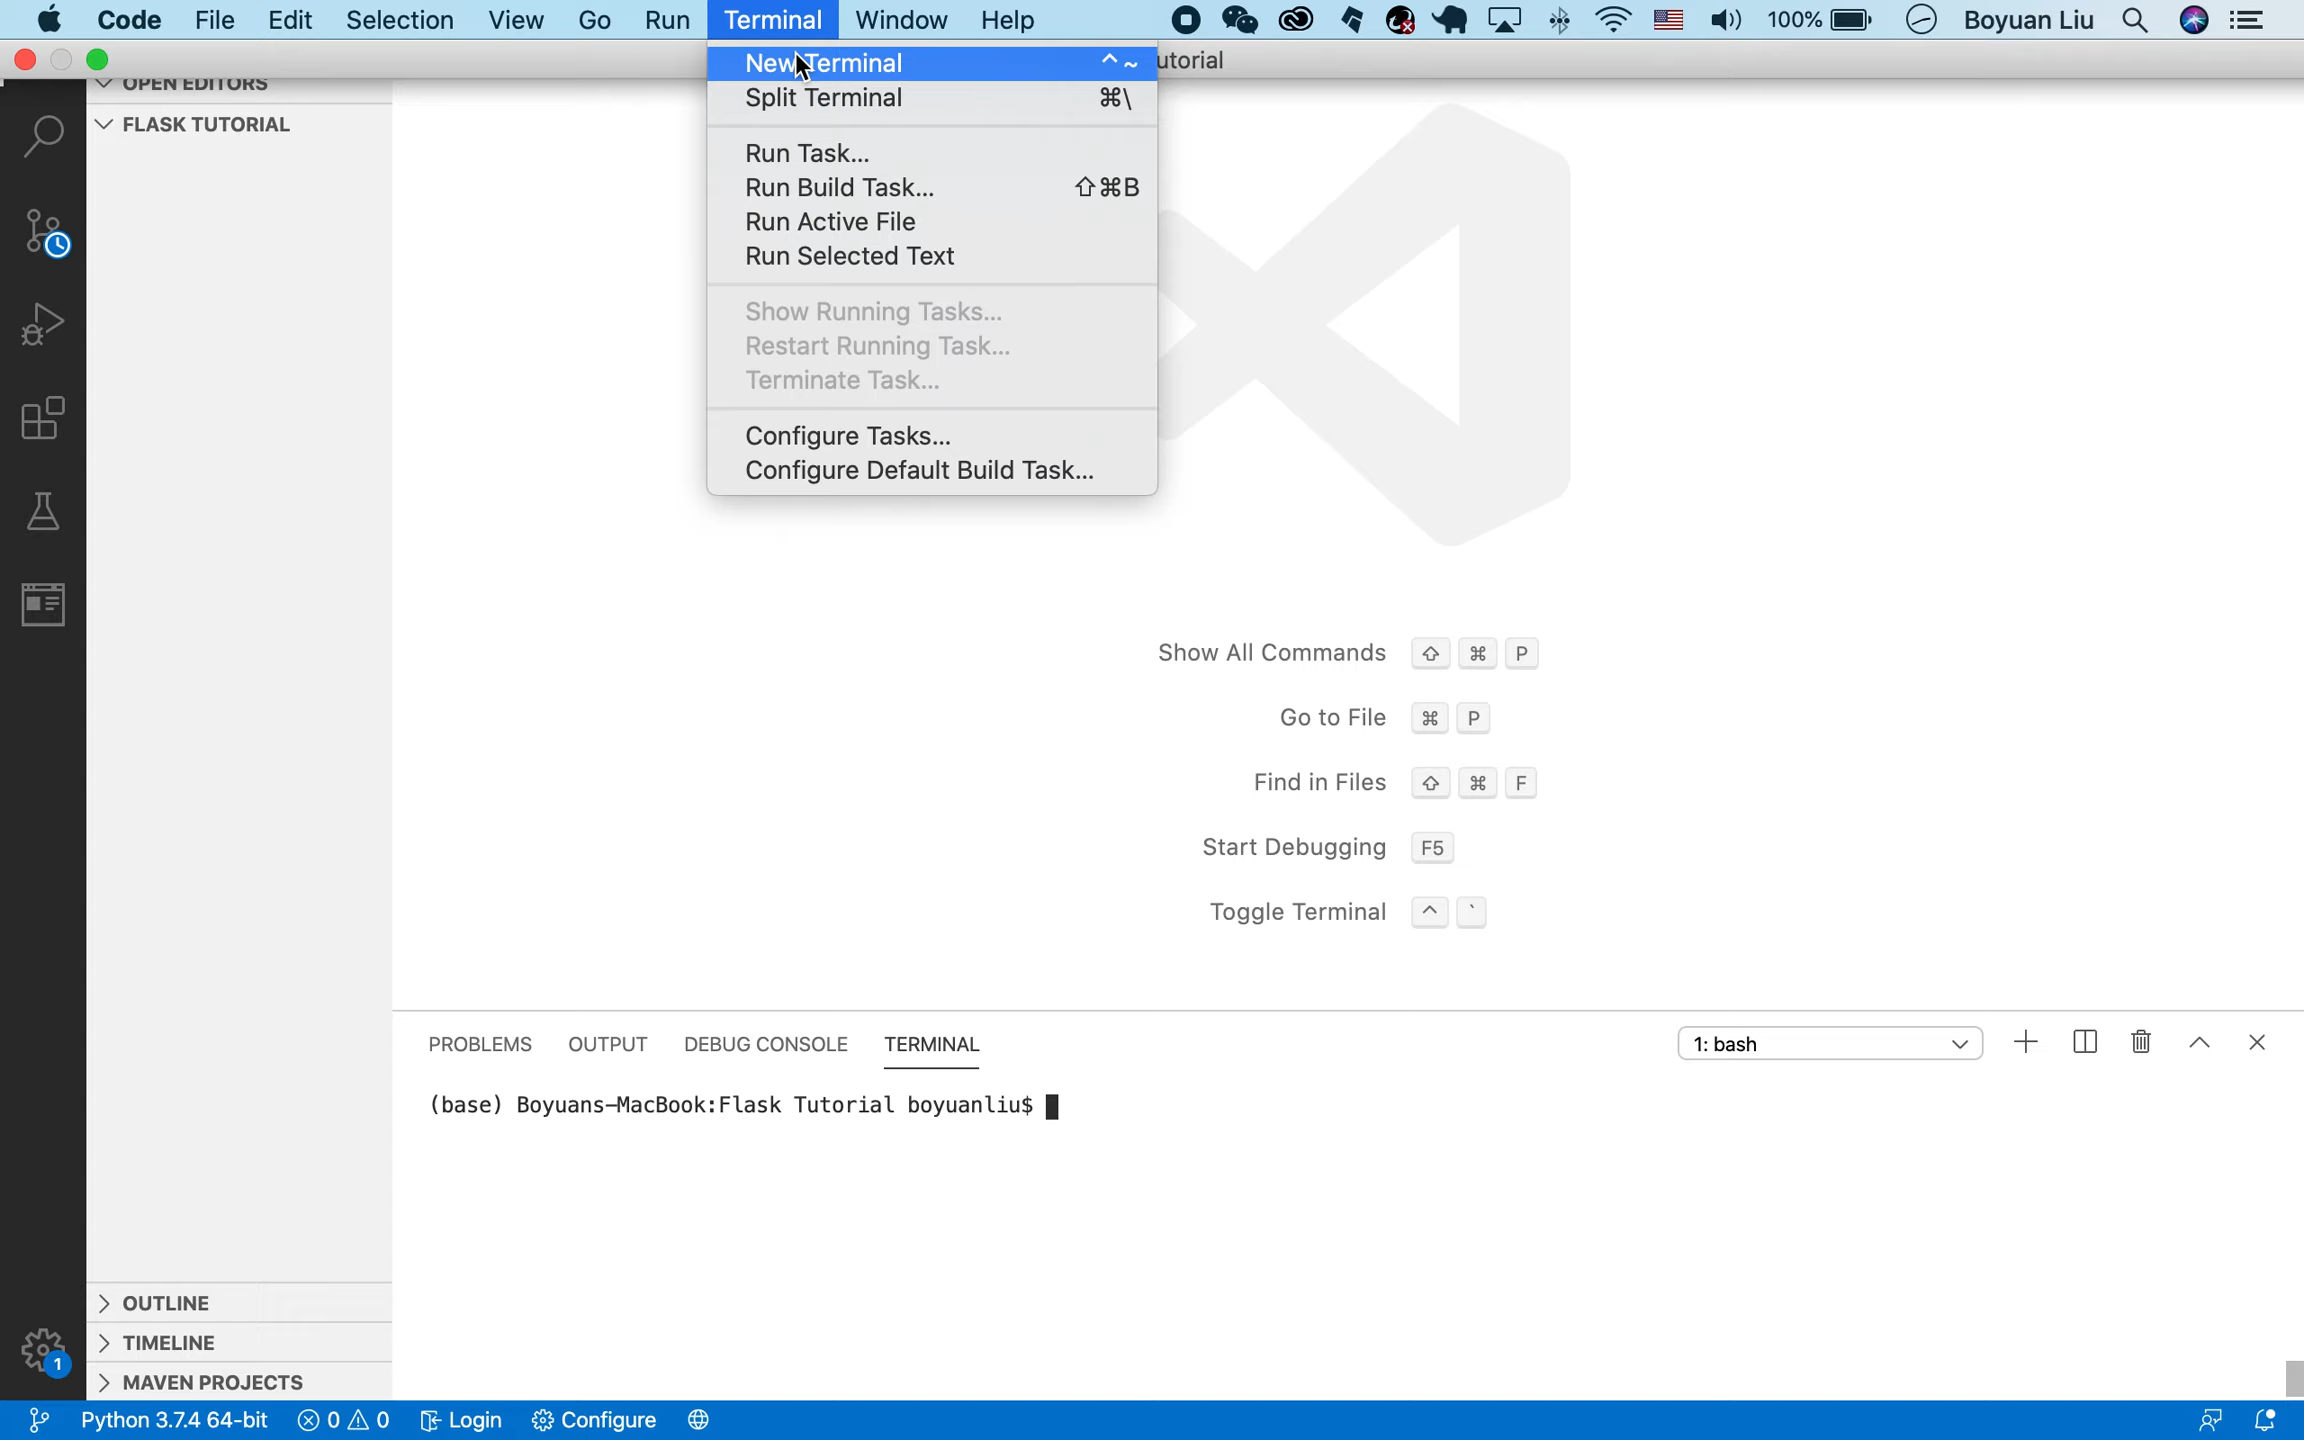 Code File Edit Selection View Go Run Terminal Window Help 100% Boyuan Liu
utorial
New Terminal ^ ~
Split Terminal ⌘\
Run Task...
Run Build Task... ⇧⌘B
Run Active File
Run Selected Text
Show Running Tasks...
Restart Running Task...
Terminate Task...
Configure Tasks...
Configure Default Build Task...
OPEN EDITORS
FLASK TUTORIAL
Show All Commands ⇧ ⌘ P
Go to File ⌘ P
Find in Files ⇧ ⌘ F
Start Debugging F5
Toggle Terminal ^ `
PROBLEMS OUTPUT DEBUG CONSOLE TERMINAL 1: bash
(base) Boyuans-MacBook:Flask Tutorial boyuanliu$
OUTLINE
TIMELINE
MAVEN PROJECTS
1
Python 3.7.4 64-bit 0 0 Login Configure